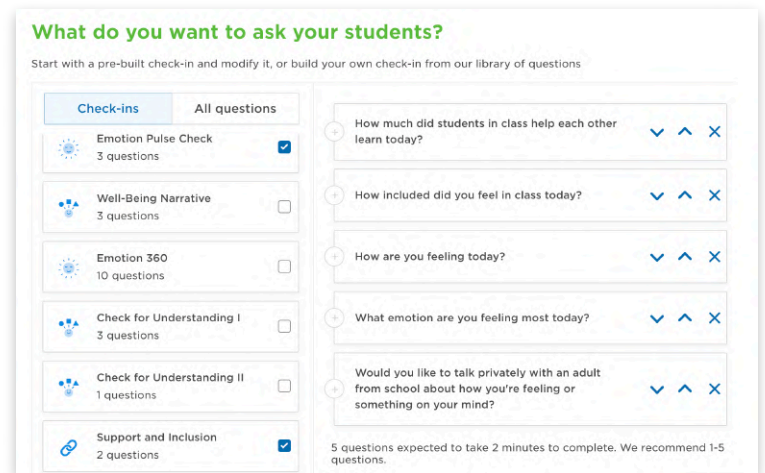 What do you want to ask your students?
Start with a pre-built check-in and modify it, or build your own check-in from our library of questions
Check-ins
All questions
Emotion Pulse Check
3 questions
Well-Being Narrative
3 questions
Emotion 360
10 questions
Check for Understanding I
3 questions
Check for Understanding II
1 questions
Support and Inclusion
2 questions
How much did students in class help each other
learn today?
How included did you feel in class today?
How are you feeling today?
What emotion are you feeling most today?
Would you like to talk privately with an adult
from school about how you're feeling or
something on your mind?
5 questions expected to take 2 minutes to complete. We recommend 1-5
questions.